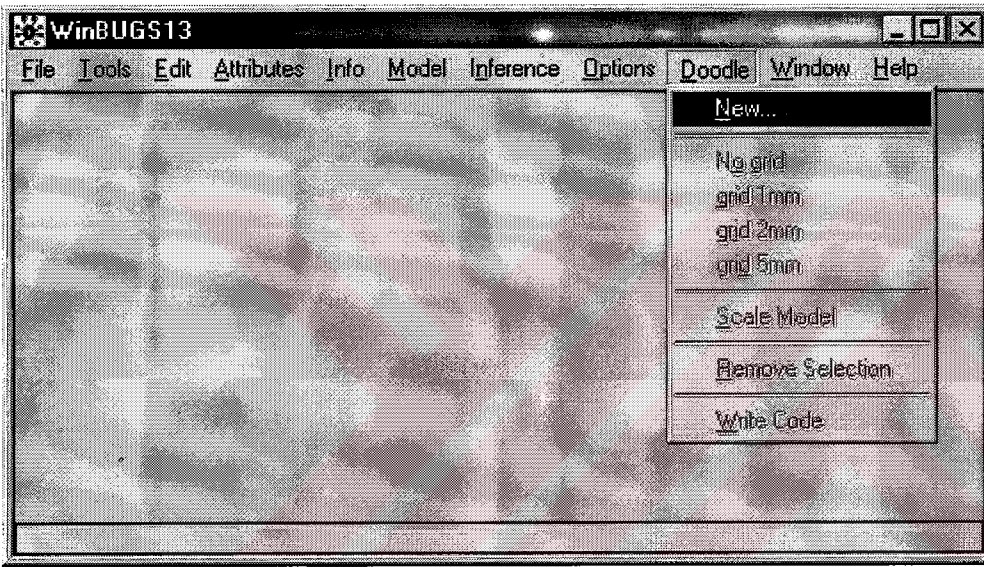 WinBUGS13
File Tools Edit Attributes Info Model Inference Options Doodle Window Help
New...
No grid
grid 1mm
grid 2mm
grid 5mm
Scale Model
Remove Selection
Write Code